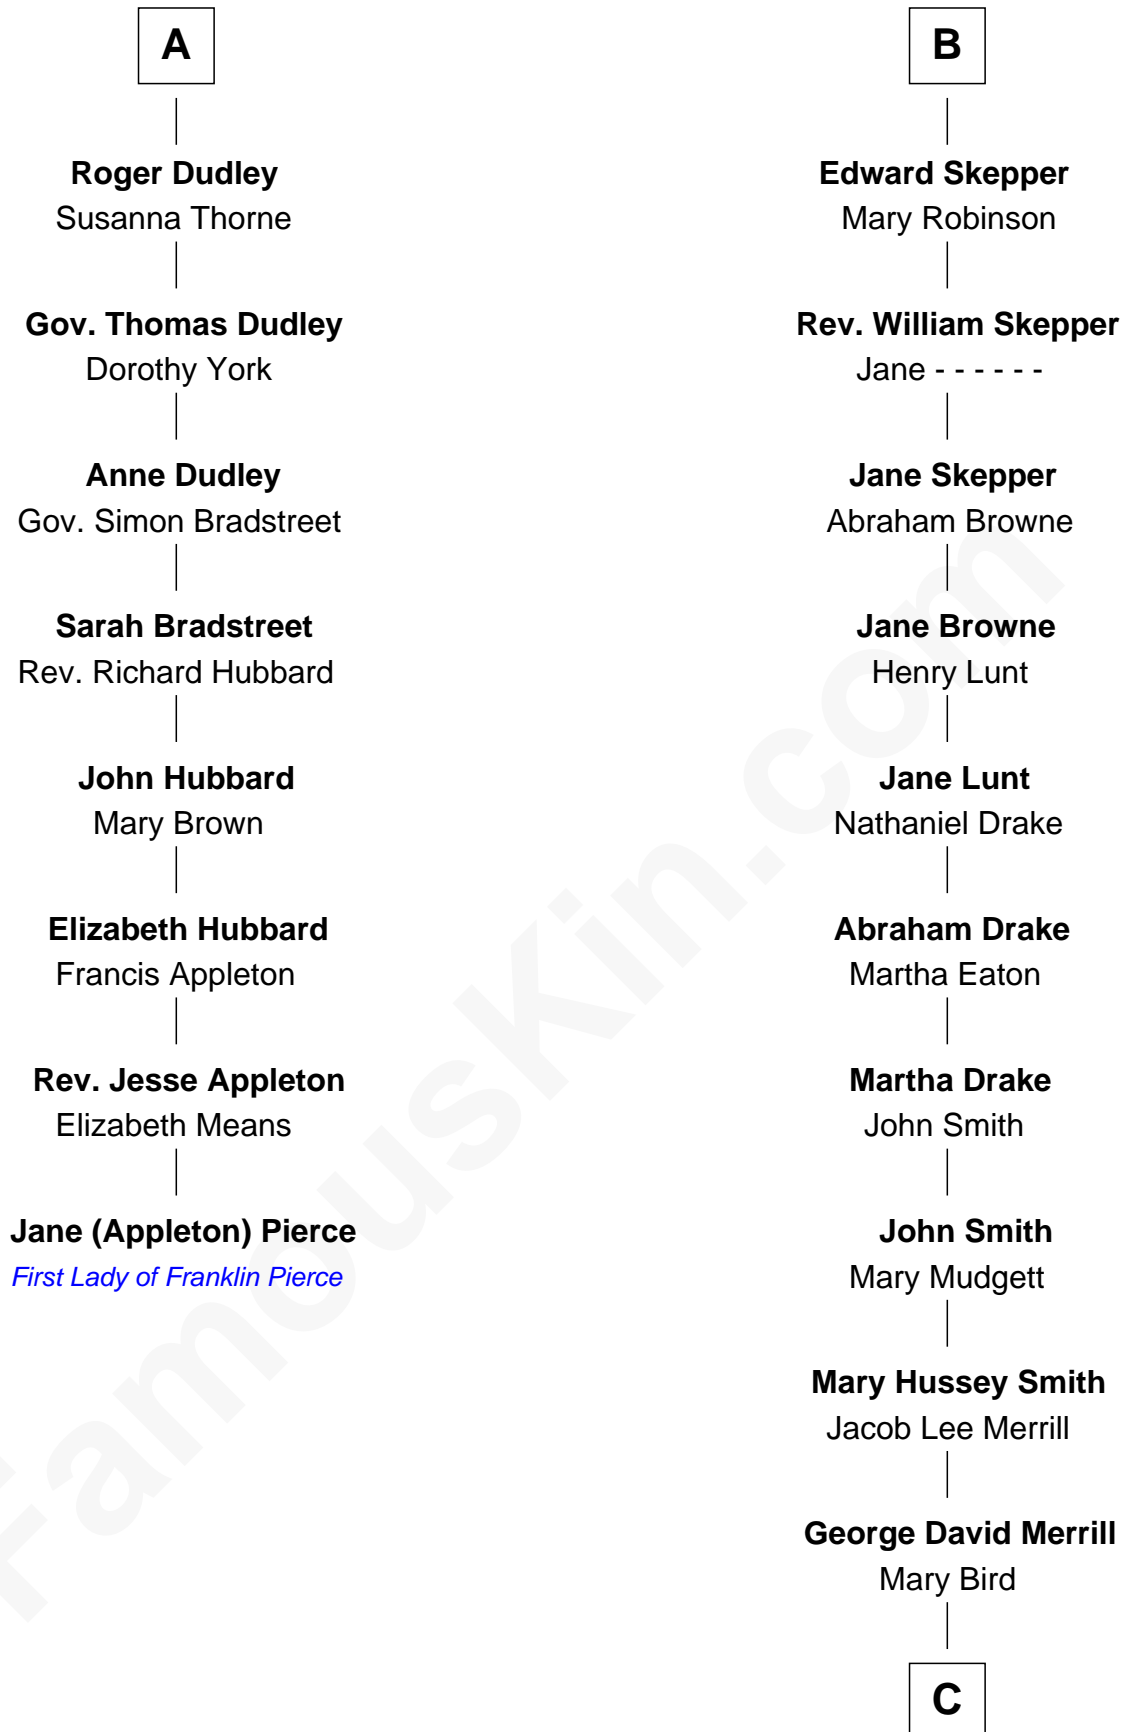 A
Roger Dudley
Susanna Thorne
Gov. Thomas Dudley
Dorothy York
Anne Dudley
Gov. Simon Bradstreet
Sarah Bradstreet
Rev. Richard Hubbard
John Hubbard
Mary Brown
Elizabeth Hubbard
Francis Appleton
Rev. Jesse Appleton
Elizabeth Means
Jane (Appleton) Pierce
First Lady of Franklin Pierce
B
Edward Skepper
Mary Robinson
Rev. William Skepper
Jane - - - - - -
Jane Skepper
Abraham Browne
Jane Browne
Henry Lunt
Jane Lunt
Nathaniel Drake
Abraham Drake
Martha Eaton
Martha Drake
John Smith
John Smith
Mary Mudgett
Mary Hussey Smith
Jacob Lee Merrill
George David Merrill
Mary Bird
C
FamousKin.com